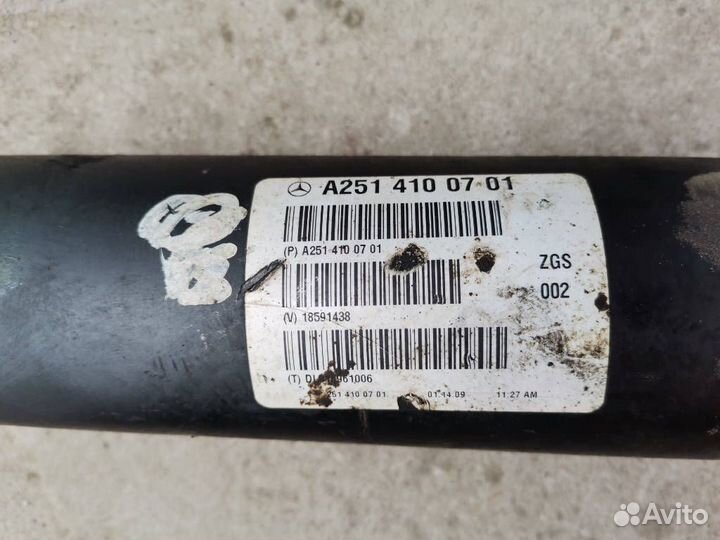 A251 410 07 01
(P) A251 410 07 01
ZGS
002
(V) 18591438
(T) 961006
251 410 07 01 01.14.09 11:27 AM
Avito